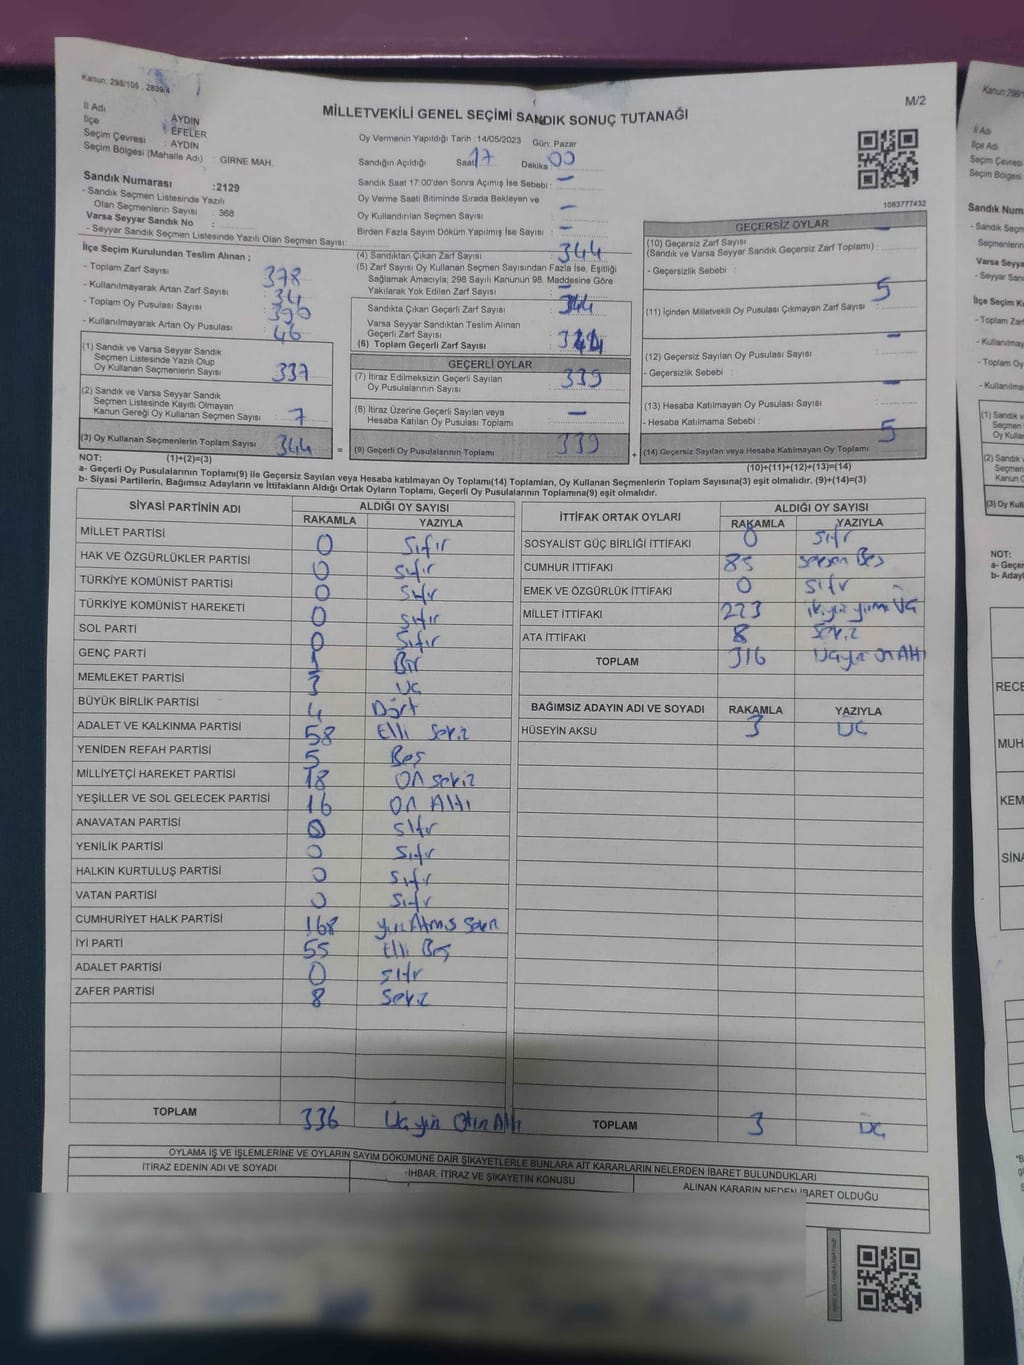 Kanun: 298/105 , 2839/4
M/2
MİLLETVEKİLİ GENEL SEÇİMİ SANDIK SONUÇ TUTANAĞI
İl Adı : AYDIN
İlçe : EFELER
Seçim Çevresi : AYDIN
Seçim Bölgesi (Mahalle Adı) : GİRNE MAH.
Sandık Numarası :2129
- Sandık Seçmen Listesinde Yazılı
Olan Seçmenlerin Sayısı : 368
Varsa Seyyar Sandık No :
- Seyyar Sandık Seçmen Listesinde Yazılı Olan Seçmen Sayısı:
Oy Vermenin Yapıldığı Tarih :14/05/2023 Gün: Pazar
Sandığın Açıldığı Saat 17 Dakika 00
Sandık Saat 17:00'den Sonra Açılmış İse Sebebi : –
Oy Verme Saati Bitiminde Sırada Bekleyen ve
Oy Kullandırılan Seçmen Sayısı : –
Birden Fazla Sayım Döküm Yapılmış İse Sayısı : –
1083777432
İlçe Seçim Kurulundan Teslim Alınan ;
- Toplam Zarf Sayısı : 378
- Kullanılmayarak Artan Zarf Sayısı : 34
- Toplam Oy Pusulası Sayısı : 390
- Kullanılmayarak Artan Oy Pusulası : 46
(1) Sandık ve Varsa Seyyar Sandık
Seçmen Listesinde Yazılı Olup
Oy Kullanan Seçmenlerin Sayısı : 337
(2) Sandık ve Varsa Seyyar Sandık
Seçmen Listesinde Kayıtlı Olmayan
Kanun Gereği Oy Kullanan Seçmen Sayısı : 7
(3) Oy Kullanan Seçmenlerin Toplam Sayısı : 344 =
(4) Sandıktan Çıkan Zarf Sayısı : 344
(5) Zarf Sayısı Oy Kullanan Seçmen Sayısından Fazla İse, Eşitliği
Sağlamak Amacıyla; 298 Sayılı Kanunun 98. Maddesine Göre
Yakılarak Yok Edilen Zarf Sayısı : –
Sandıkta Çıkan Geçerli Zarf Sayısı : 344
Varsa Seyyar Sandıktan Teslim Alınan
Geçerli Zarf Sayısı :
(6) Toplam Geçerli Zarf Sayısı : 344
GEÇERLİ OYLAR
(7) İtiraz Edilmeksizin Geçerli Sayılan
Oy Pusulalarının Sayısı : 339
(8) İtiraz Üzerine Geçerli Sayılan veya
Hesaba Katılan Oy Pusulası Toplamı : –
(9) Geçerli Oy Pusulalarının Toplamı : 339 +
GEÇERSİZ OYLAR
(10) Geçersiz Zarf Sayısı
(Sandık ve Varsa Seyyar Sandık Geçersiz Zarf Toplamı) : –
- Geçersizlik Sebebi :
(11) İçinden Milletvekili Oy Pusulası Çıkmayan Zarf Sayısı : 5
(12) Geçersiz Sayılan Oy Pusulası Sayısı : –
- Geçersizlik Sebebi :
(13) Hesaba Katılmayan Oy Pusulası Sayısı : –
- Hesaba Katılmama Sebebi :
(14) Geçersiz Sayılan veya Hesaba Katılmayan Oy Toplamı : 5
NOT: (1)+(2)=(3) (10)+(11)+(12)+(13)=(14)
a- Geçerli Oy Pusulalarının Toplamı(9) ile Geçersiz Sayılan veya Hesaba katılmayan Oy Toplamı(14) Toplamları, Oy Kullanan Seçmenlerin Toplam Sayısına(3) eşit olmalıdır. (9)+(14)=(3)
b- Siyasi Partilerin, Bağımsız Adayların ve İttifakların Aldığı Ortak Oyların Toplamı, Geçerli Oy Pusulalarının Toplamına(9) eşit olmalıdır.
SİYASİ PARTİNİN ADI ALDIĞI OY SAYISI
RAKAMLA YAZIYLA
MİLLET PARTİSİ 0 Sıfır
HAK VE ÖZGÜRLÜKLER PARTİSİ 0 Sıfır
TÜRKİYE KOMÜNİST PARTİSİ 0 Sıfır
TÜRKİYE KOMÜNİST HAREKETİ 0 Sıfır
SOL PARTİ 0 Sıfır
GENÇ PARTİ 1 Bir
MEMLEKET PARTİSİ 3 Üç
BÜYÜK BİRLİK PARTİSİ 4 Dört
ADALET VE KALKINMA PARTİSİ 58 Elli Sekiz
YENİDEN REFAH PARTİSİ 5 Beş
MİLLİYETÇİ HAREKET PARTİSİ 18 On sekiz
YEŞİLLER VE SOL GELECEK PARTİSİ 16 On Altı
ANAVATAN PARTİSİ 0 Sıfır
YENİLİK PARTİSİ 0 Sıfır
HALKIN KURTULUŞ PARTİSİ 0 Sıfır
VATAN PARTİSİ 0 Sıfır
CUMHURİYET HALK PARTİSİ 168 yüz Atmış Sekiz
İYİ PARTİ 55 Elli Beş
ADALET PARTİSİ 0 Sıfır
ZAFER PARTİSİ 8 Sekiz
TOPLAM 336 Üç yüz Otuz Altı
İTTİFAK ORTAK OYLARI ALDIĞI OY SAYISI
RAKAMLA YAZIYLA
SOSYALİST GÜÇ BİRLİĞİ İTTİFAKI 0 Sıfır
CUMHUR İTTİFAKI 85 Seksen Beş
EMEK VE ÖZGÜRLÜK İTTİFAKI 0 Sıfır
MİLLET İTTİFAKI 223 ikiyüz yirmi Üç
ATA İTTİFAKI 8 Sekiz
TOPLAM 316 Üçyüz On Altı
BAĞIMSIZ ADAYIN ADI VE SOYADI RAKAMLA YAZIYLA
HÜSEYİN AKSU 3 Üç
TOPLAM 3 Üç
OYLAMA İŞ VE İŞLEMLERİNE VE OYLARIN SAYIM DÖKÜMÜNE DAİR ŞİKAYETLERLE BUNLARA AİT KARARLARIN NELERDEN İBARET BULUNDUKLARI
İTİRAZ EDENİN ADI VE SOYADI İHBAR, İTİRAZ VE ŞİKAYETİN KONUSU ALINAN KARARIN NEDEN İBARET OLDUĞU
Kanun: 298/1
İl Adı
İlçe Adı
Seçim Çevresi
Seçim Bölgesi
Sandık Num